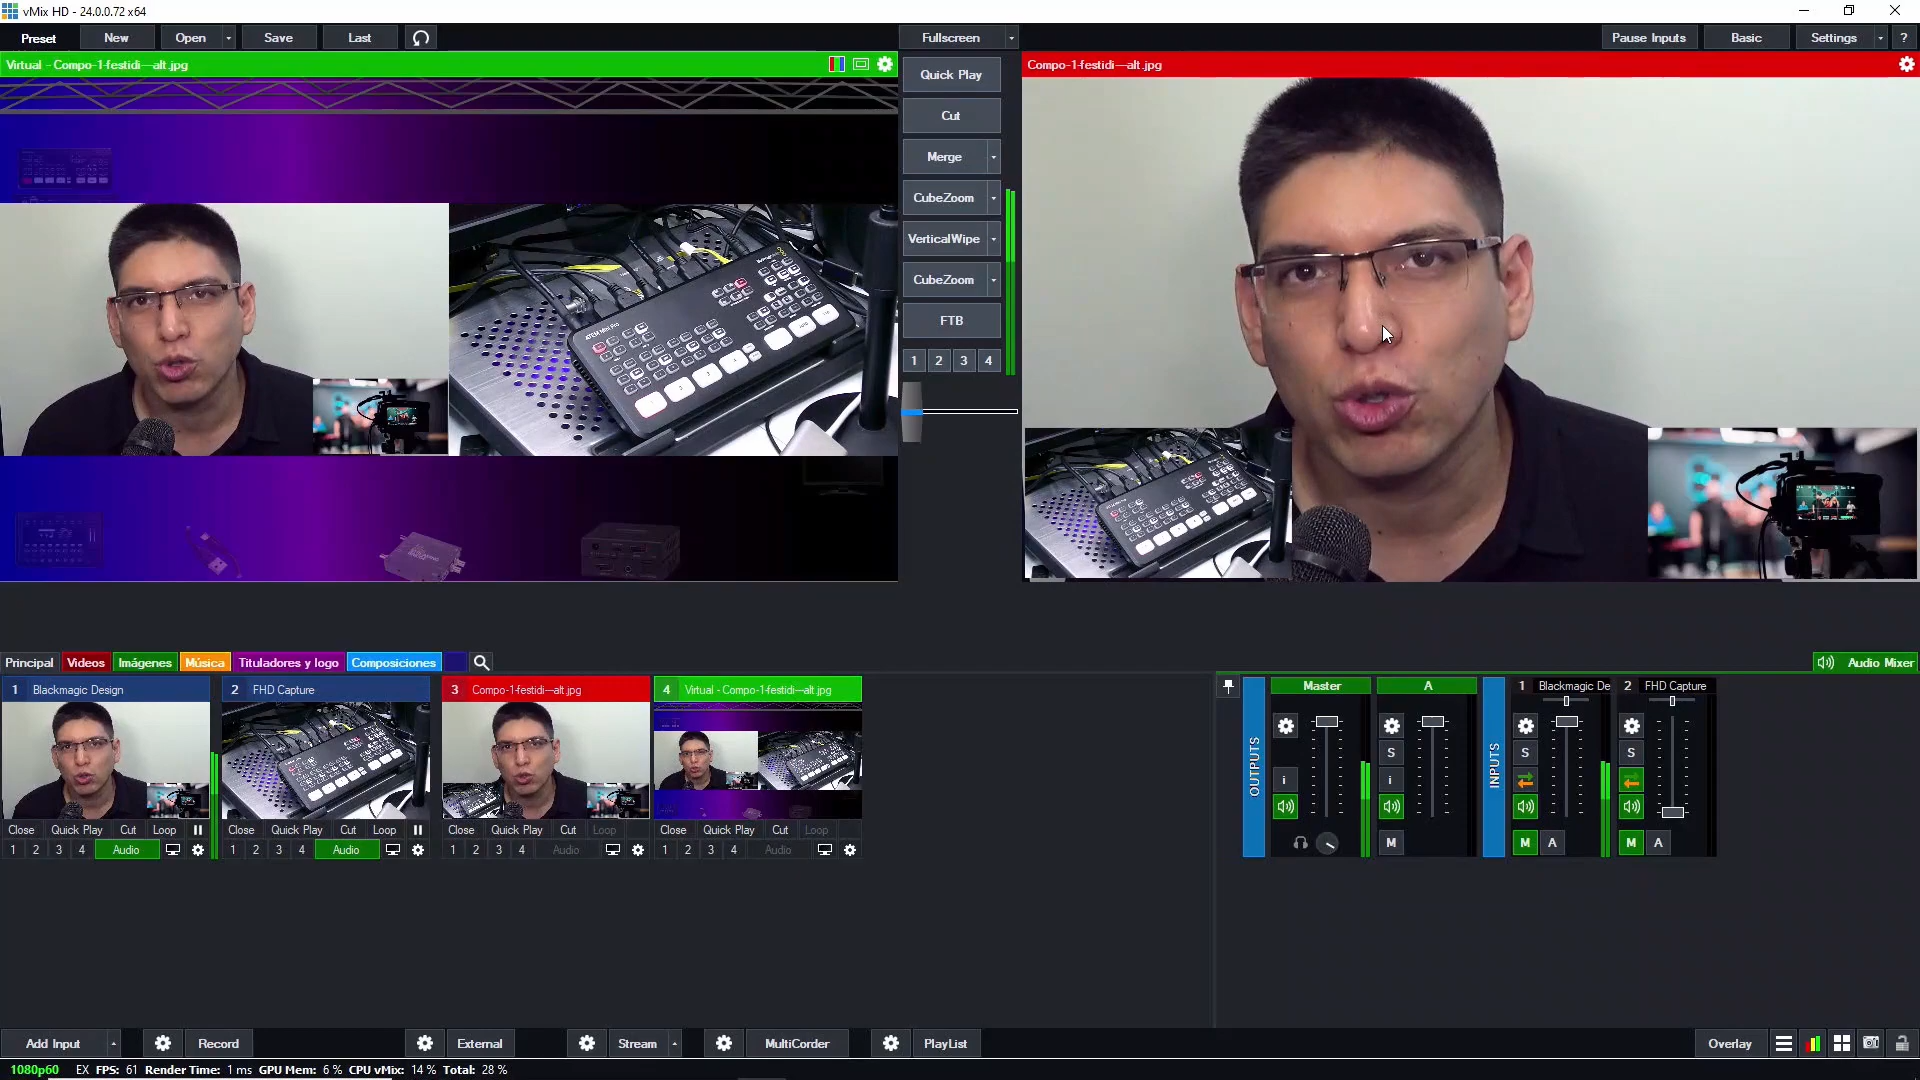 vMix HD - 24.0.0.72 x64
Preset New Open Save Last Fullscreen Pause Inputs Basic Settings ?
Virtual - Compo-1-festidi---alt.jpg
Compo-1-festidi---alt.jpg
Quick Play
Cut
Merge
CubeZoom
VerticalWipe
CubeZoom
FTB
1 2 3 4
ATEM Mini Pro
Principal Videos Imágenes Música Tituladores y logo Composiciones Audio Mixer
1 Blackmagic Design
2 FHD Capture
3 Compo-1-festidi---alt.jpg
4 Virtual - Compo-1-festidi---alt.jpg
Close Quick Play Cut Loop
1 2 3 4 Audio
Close Quick Play Cut Loop
1 2 3 4 Audio
Close Quick Play Cut Loop
1 2 3 4 Audio
Close Quick Play Cut Loop
1 2 3 4 Audio
OUTPUTS
Master
i
A
S
i
M
INPUTS
1 Blackmagic De
S
M A
2 FHD Capture
S
M A
Add Input Record External Stream MultiCorder PlayList Overlay
1080p60 EX FPS: 61 Render Time: 1 ms GPU Mem: 6 % CPU vMix: 14 % Total: 28 %